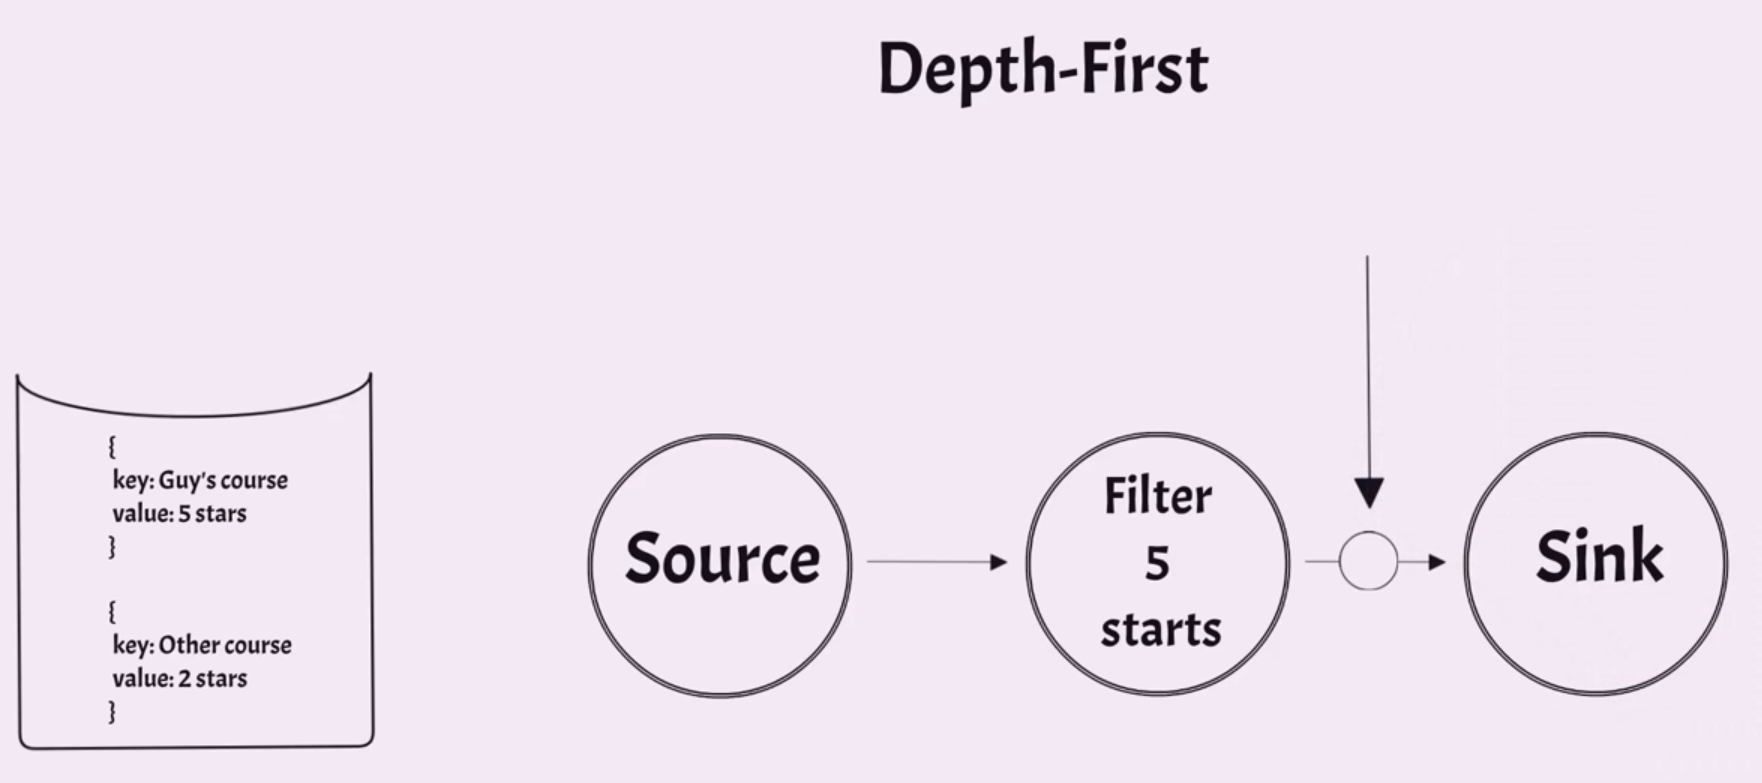 Depth-First
{
key: Guy's course
value: 5 stars
}
{
key: Other course
value: 2 stars
}
Source
Filter
5
starts
Sink